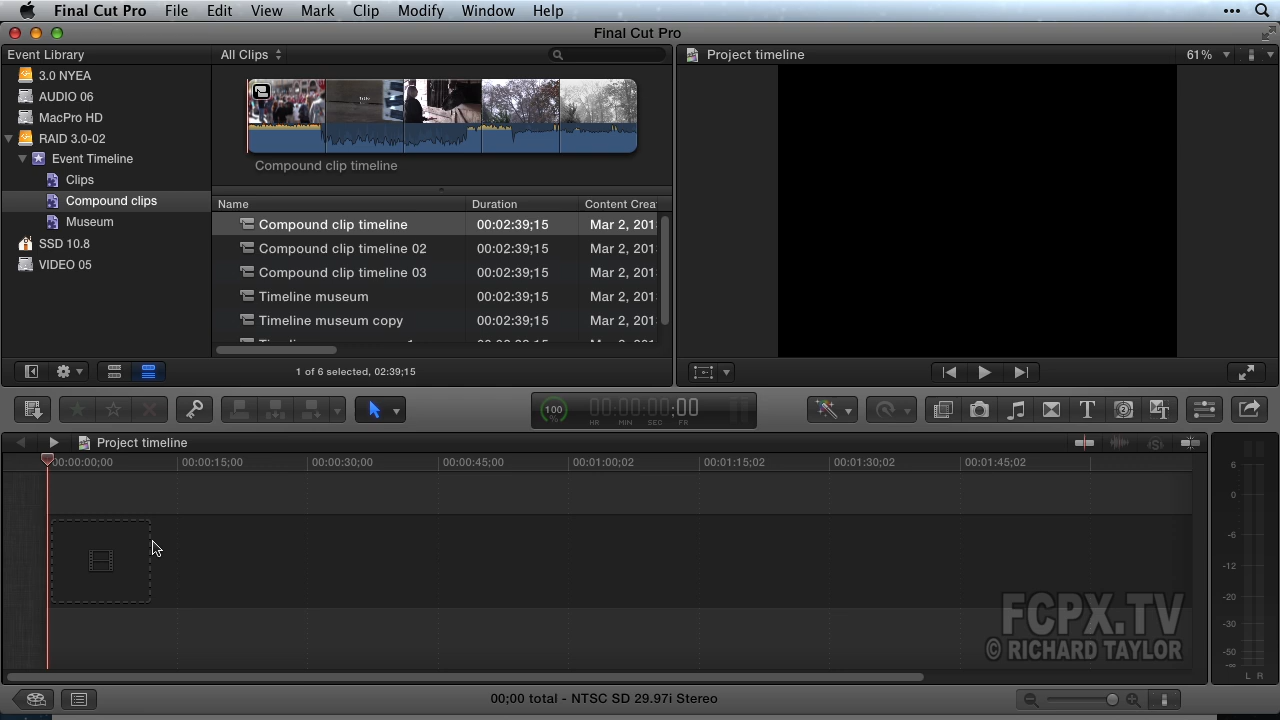 Final Cut Pro File Edit View Mark Clip Modify Window Help
Final Cut Pro
Event Library
All Clips
Project timeline
61%
3.0 NYEA
AUDIO 06
MacPro HD
RAID 3.0-02
Event Timeline
Clips
Compound clips
Museum
SSD 10.8
VIDEO 05
Compound clip timeline
Name Duration Content Crea
Compound clip timeline 00:02:39;15 Mar 2, 201
Compound clip timeline 02 00:02:39;15 Mar 2, 201
Compound clip timeline 03 00:02:39;15 Mar 2, 201
Timeline museum 00:02:39;15 Mar 2, 201
Timeline museum copy 00:02:39;15 Mar 2, 201
1 of 6 selected, 02:39;15
100
00:00:00;00
HR MIN SEC FR
Project timeline
00:00:00;00 00:00:15;00 00:00:30;00 00:00:45;00 00:01:00;02 00:01:15;02 00:01:30;02 00:01:45;02
6
0
-6
-12
-20
-30
-50
-∞
L R
FCPX.TV
© RICHARD TAYLOR
00;00 total - NTSC SD 29.97i Stereo